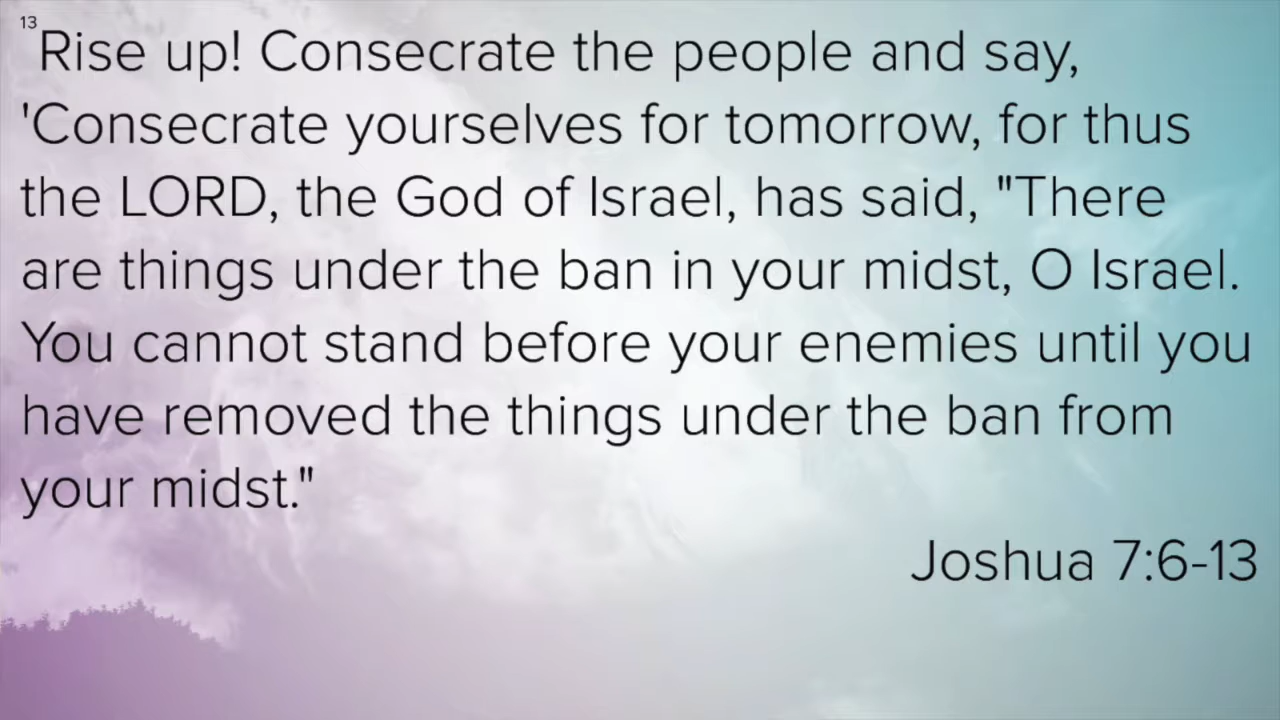 13 Rise up! Consecrate the people and say,
'Consecrate yourselves for tomorrow, for thus
the LORD, the God of Israel, has said, "There
are things under the ban in your midst, O Israel.
You cannot stand before your enemies until you
have removed the things under the ban from
your midst."
Joshua 7:6-13